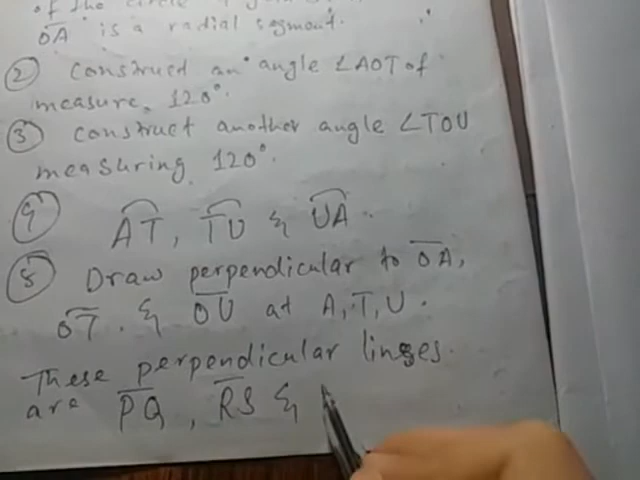 of the circle
OA is a radial segment.
② Construct an angle ∠AOT of
measure, 120°.
③ Construct another angle ∠TOU
measuring 120°.
④ AT, TU & UA.
⑤ Draw perpendicular to OA,
OT. & OU at A, T, U.
These perpendicular lines.
are PQ, RS &